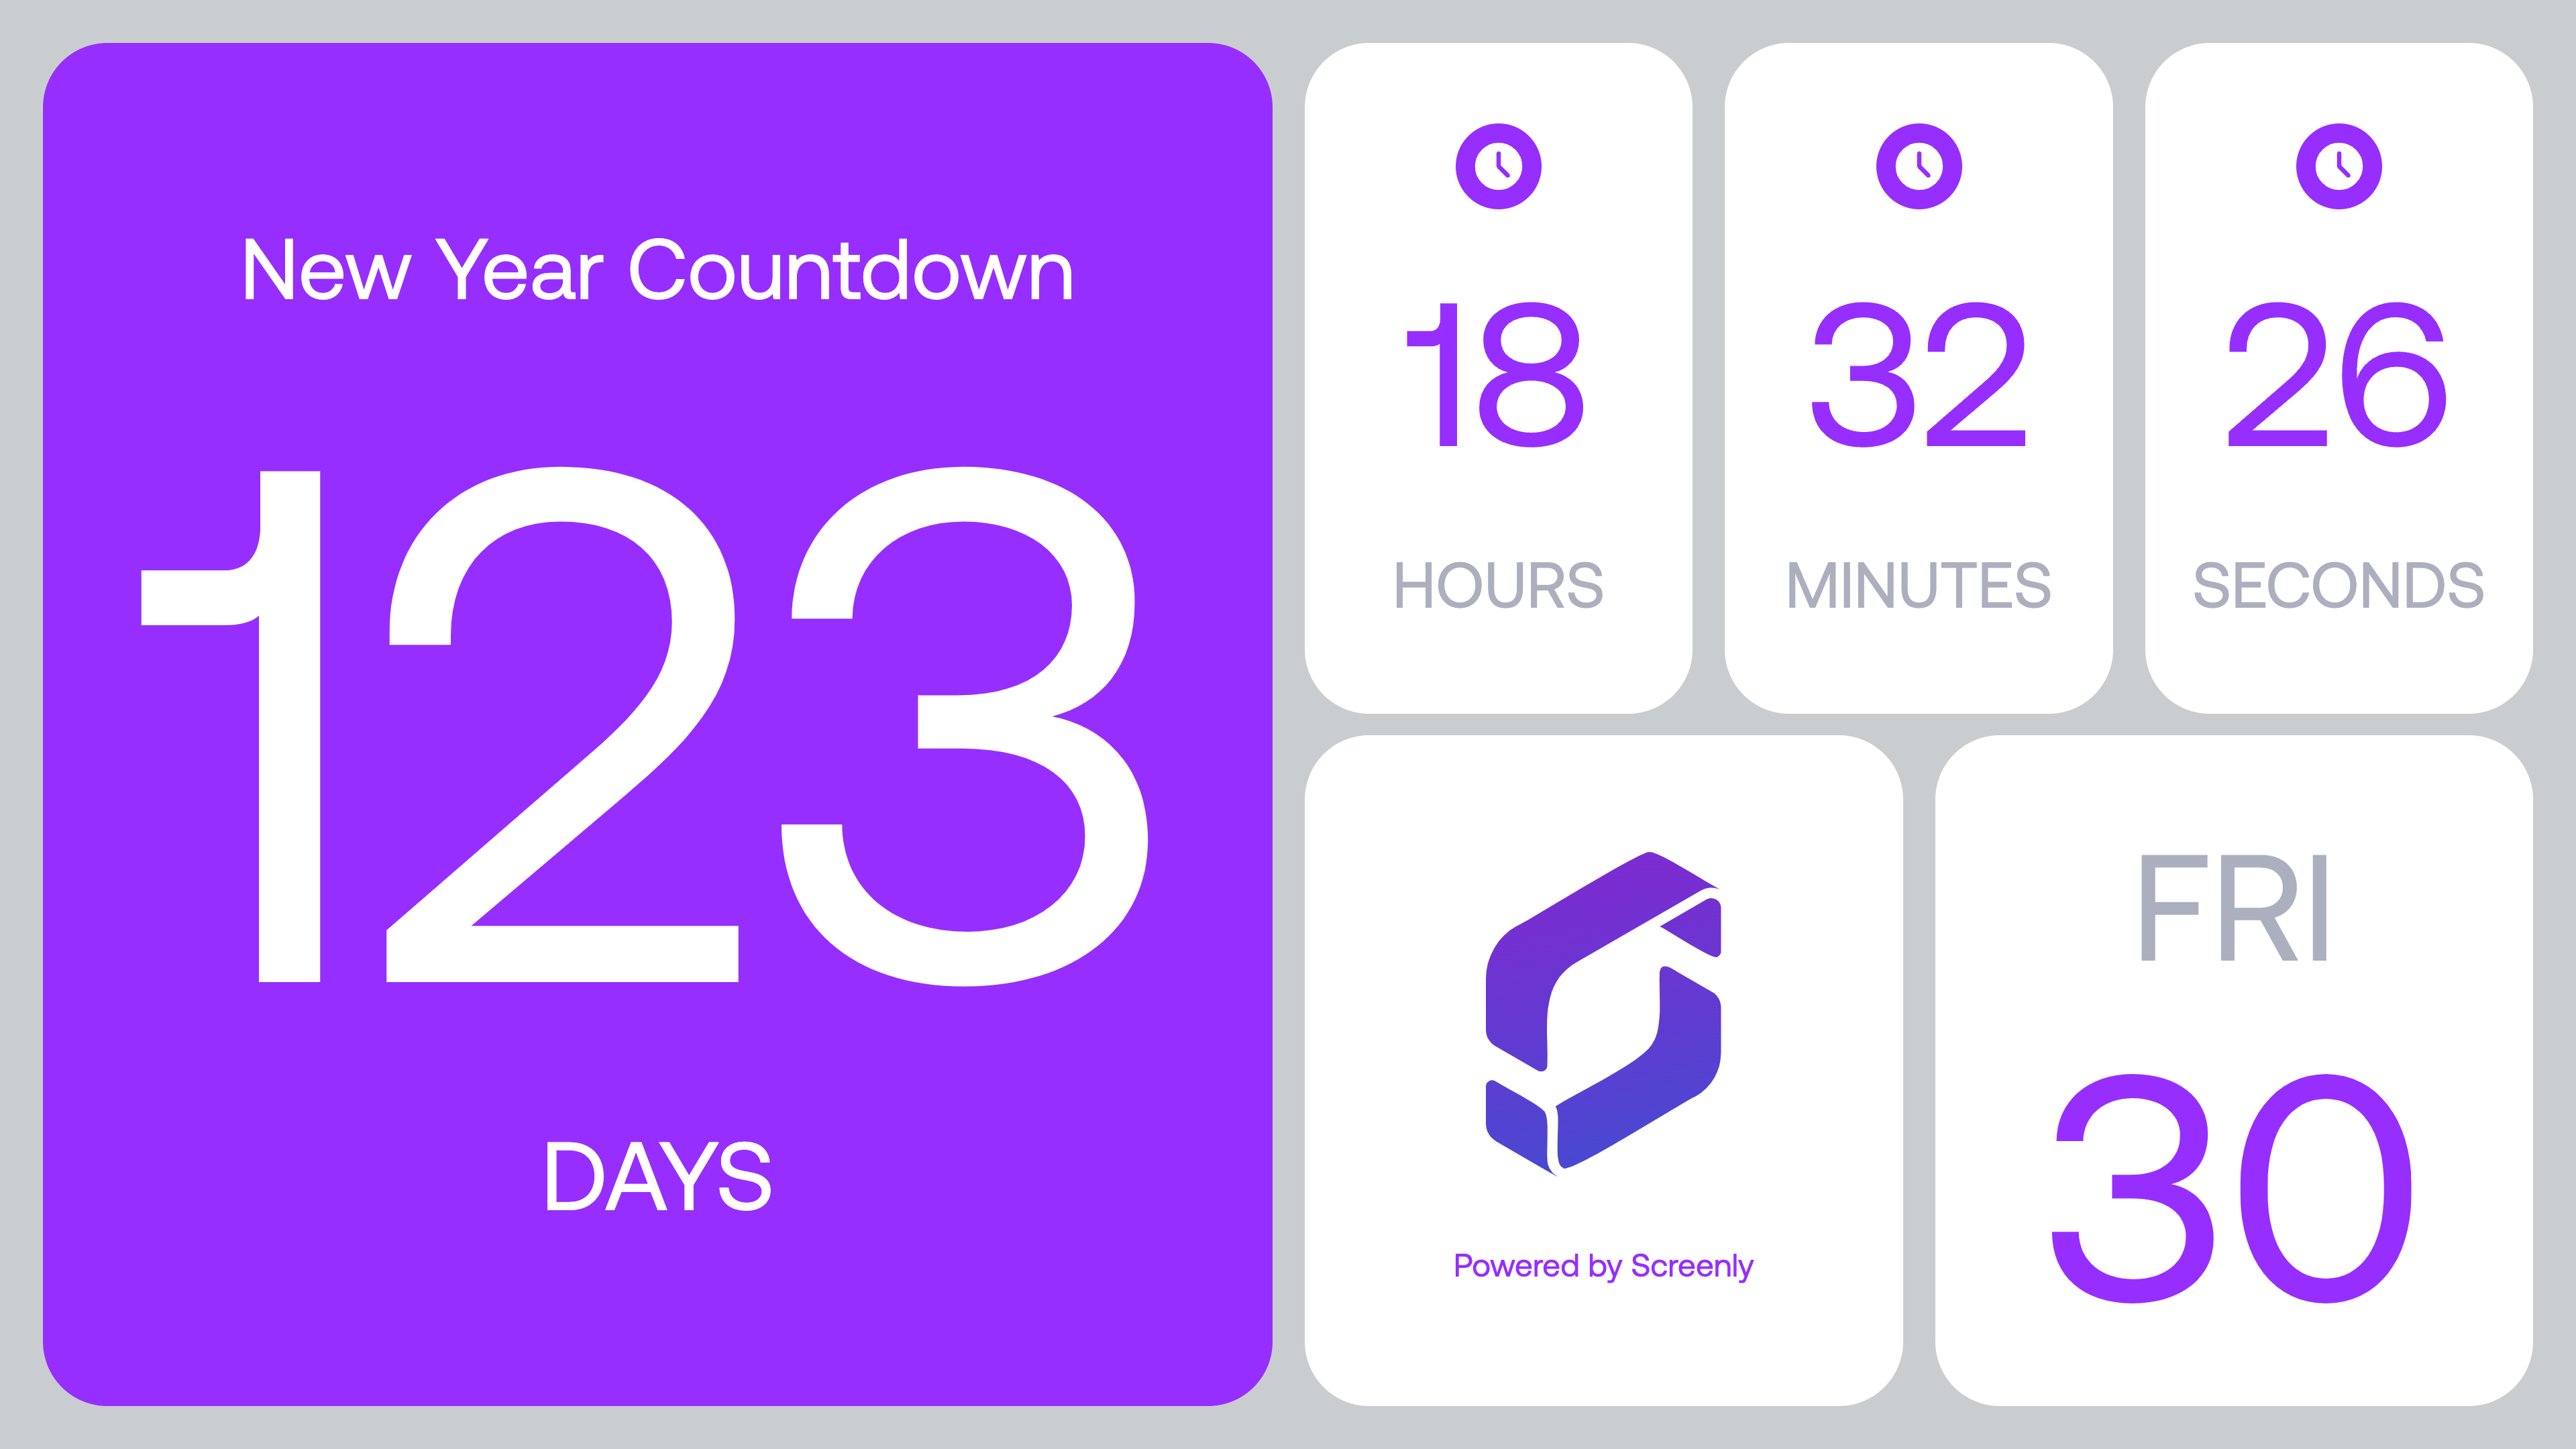 New Year Countdown
123
DAYS
18
HOURS
32
MINUTES
26
SECONDS
Powered by Screenly
FRI
30